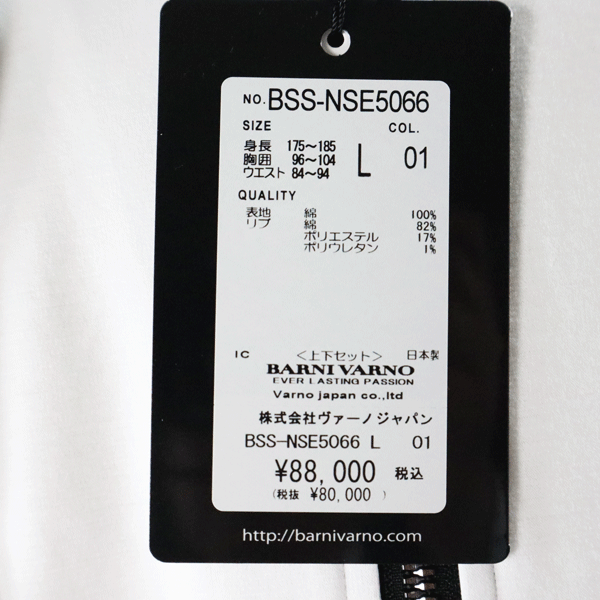 NO. BSS-NSE5066
SIZE COL.
身長 175～185 L 01
胸囲 96～104
ウエスト 84～94
QUALITY
表地 綿 100%
リブ 綿 82%
ポリエステル 17%
ポリウレタン 1%
IC ＜上下セット＞ 日本製
BARNI VARNO
EVER LASTING PASSION
Varno japan co.,ltd
株式会社ヴァーノジャパン
BSS-NSE5066 L 01
¥88,000 税込
(税抜 ¥80,000 )
http://barnivarno.com